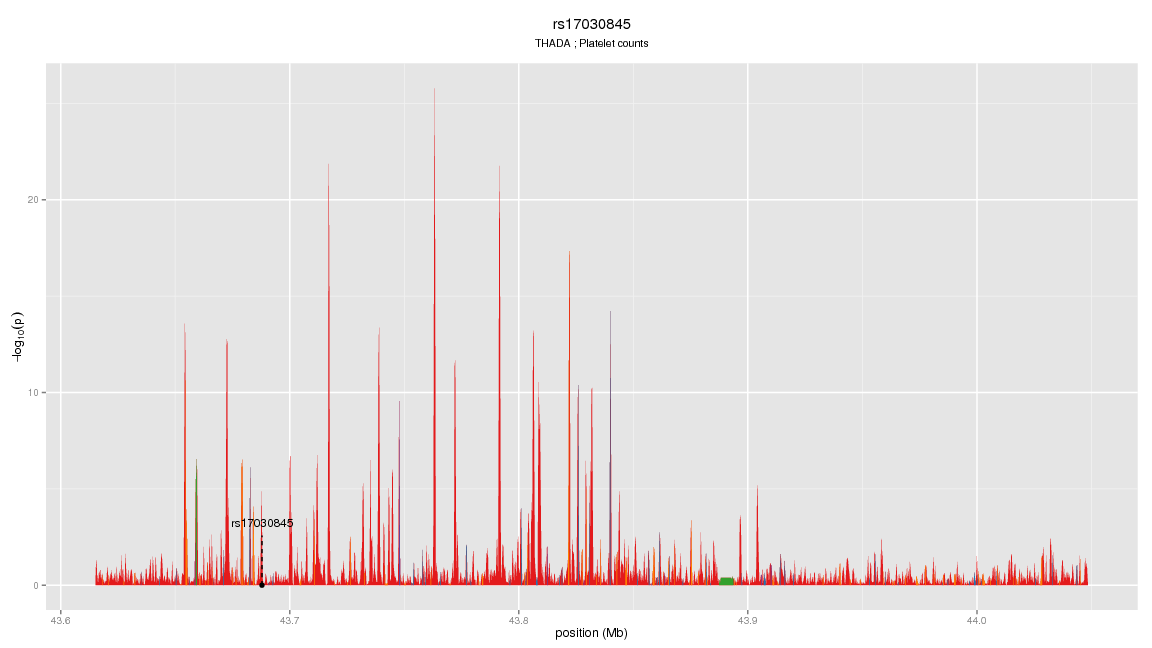 rs17030845
THADA ; Platelet counts
20
10
0
−log10(p)
rs17030845
43.6 43.7 43.8 43.9 44.0
position (Mb)